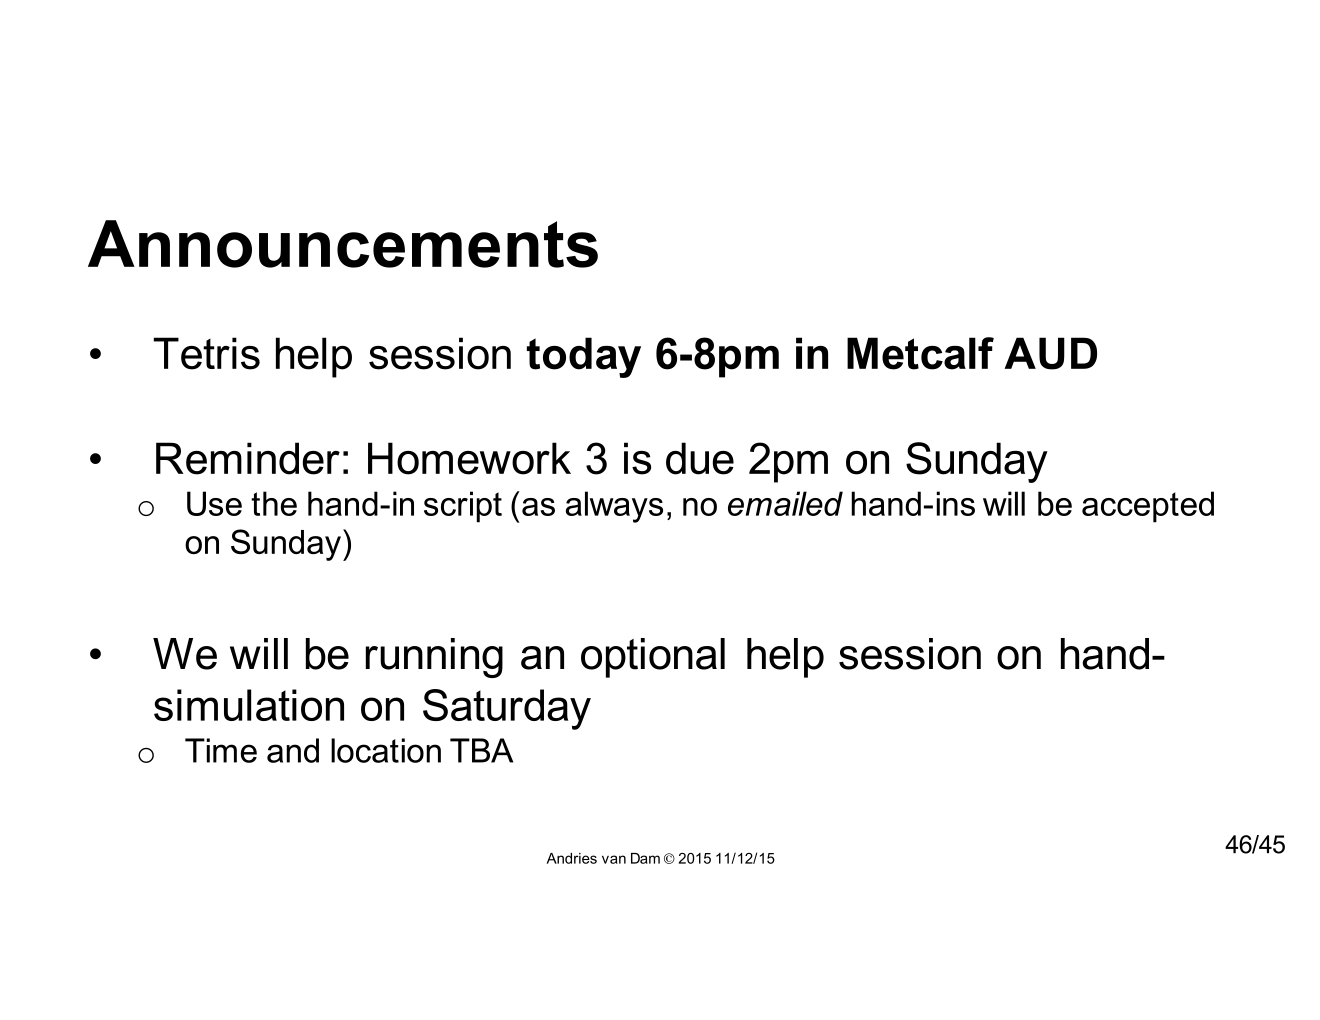 Announcements
• Tetris help session today 6-8pm in Metcalf AUD
• Reminder: Homework 3 is due 2pm on Sunday
o Use the hand-in script (as always, no emailed hand-ins will be accepted
on Sunday)
• We will be running an optional help session on hand-
simulation on Saturday
o Time and location TBA
46/45
Andries van Dam © 2015 11/12/15